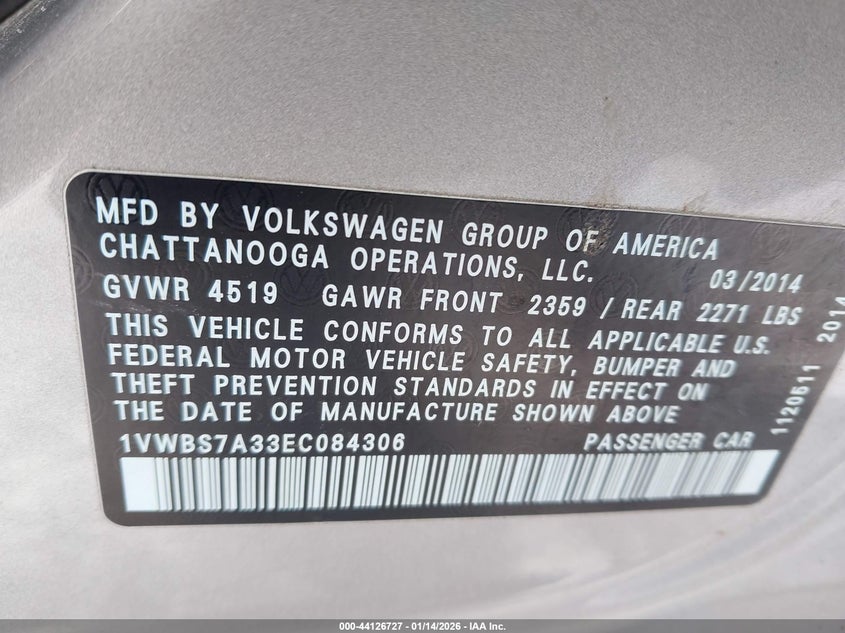 MFD BY VOLKSWAGEN GROUP OF AMERICA
CHATTANOOGA OPERATIONS, LLC. 03/2014
GVWR 4519 GAWR FRONT 2359 / REAR 2271 LBS
THIS VEHICLE CONFORMS TO ALL APPLICABLE U.S.
FEDERAL MOTOR VEHICLE SAFETY, BUMPER AND
THEFT PREVENTION STANDARDS IN EFFECT ON
THE DATE OF MANUFACTURE SHOWN ABOVE
1VWBS7A33EC084306 PASSENGER CAR
1120511 2014
000-44126727 - 01/14/2026 - IAA Inc.